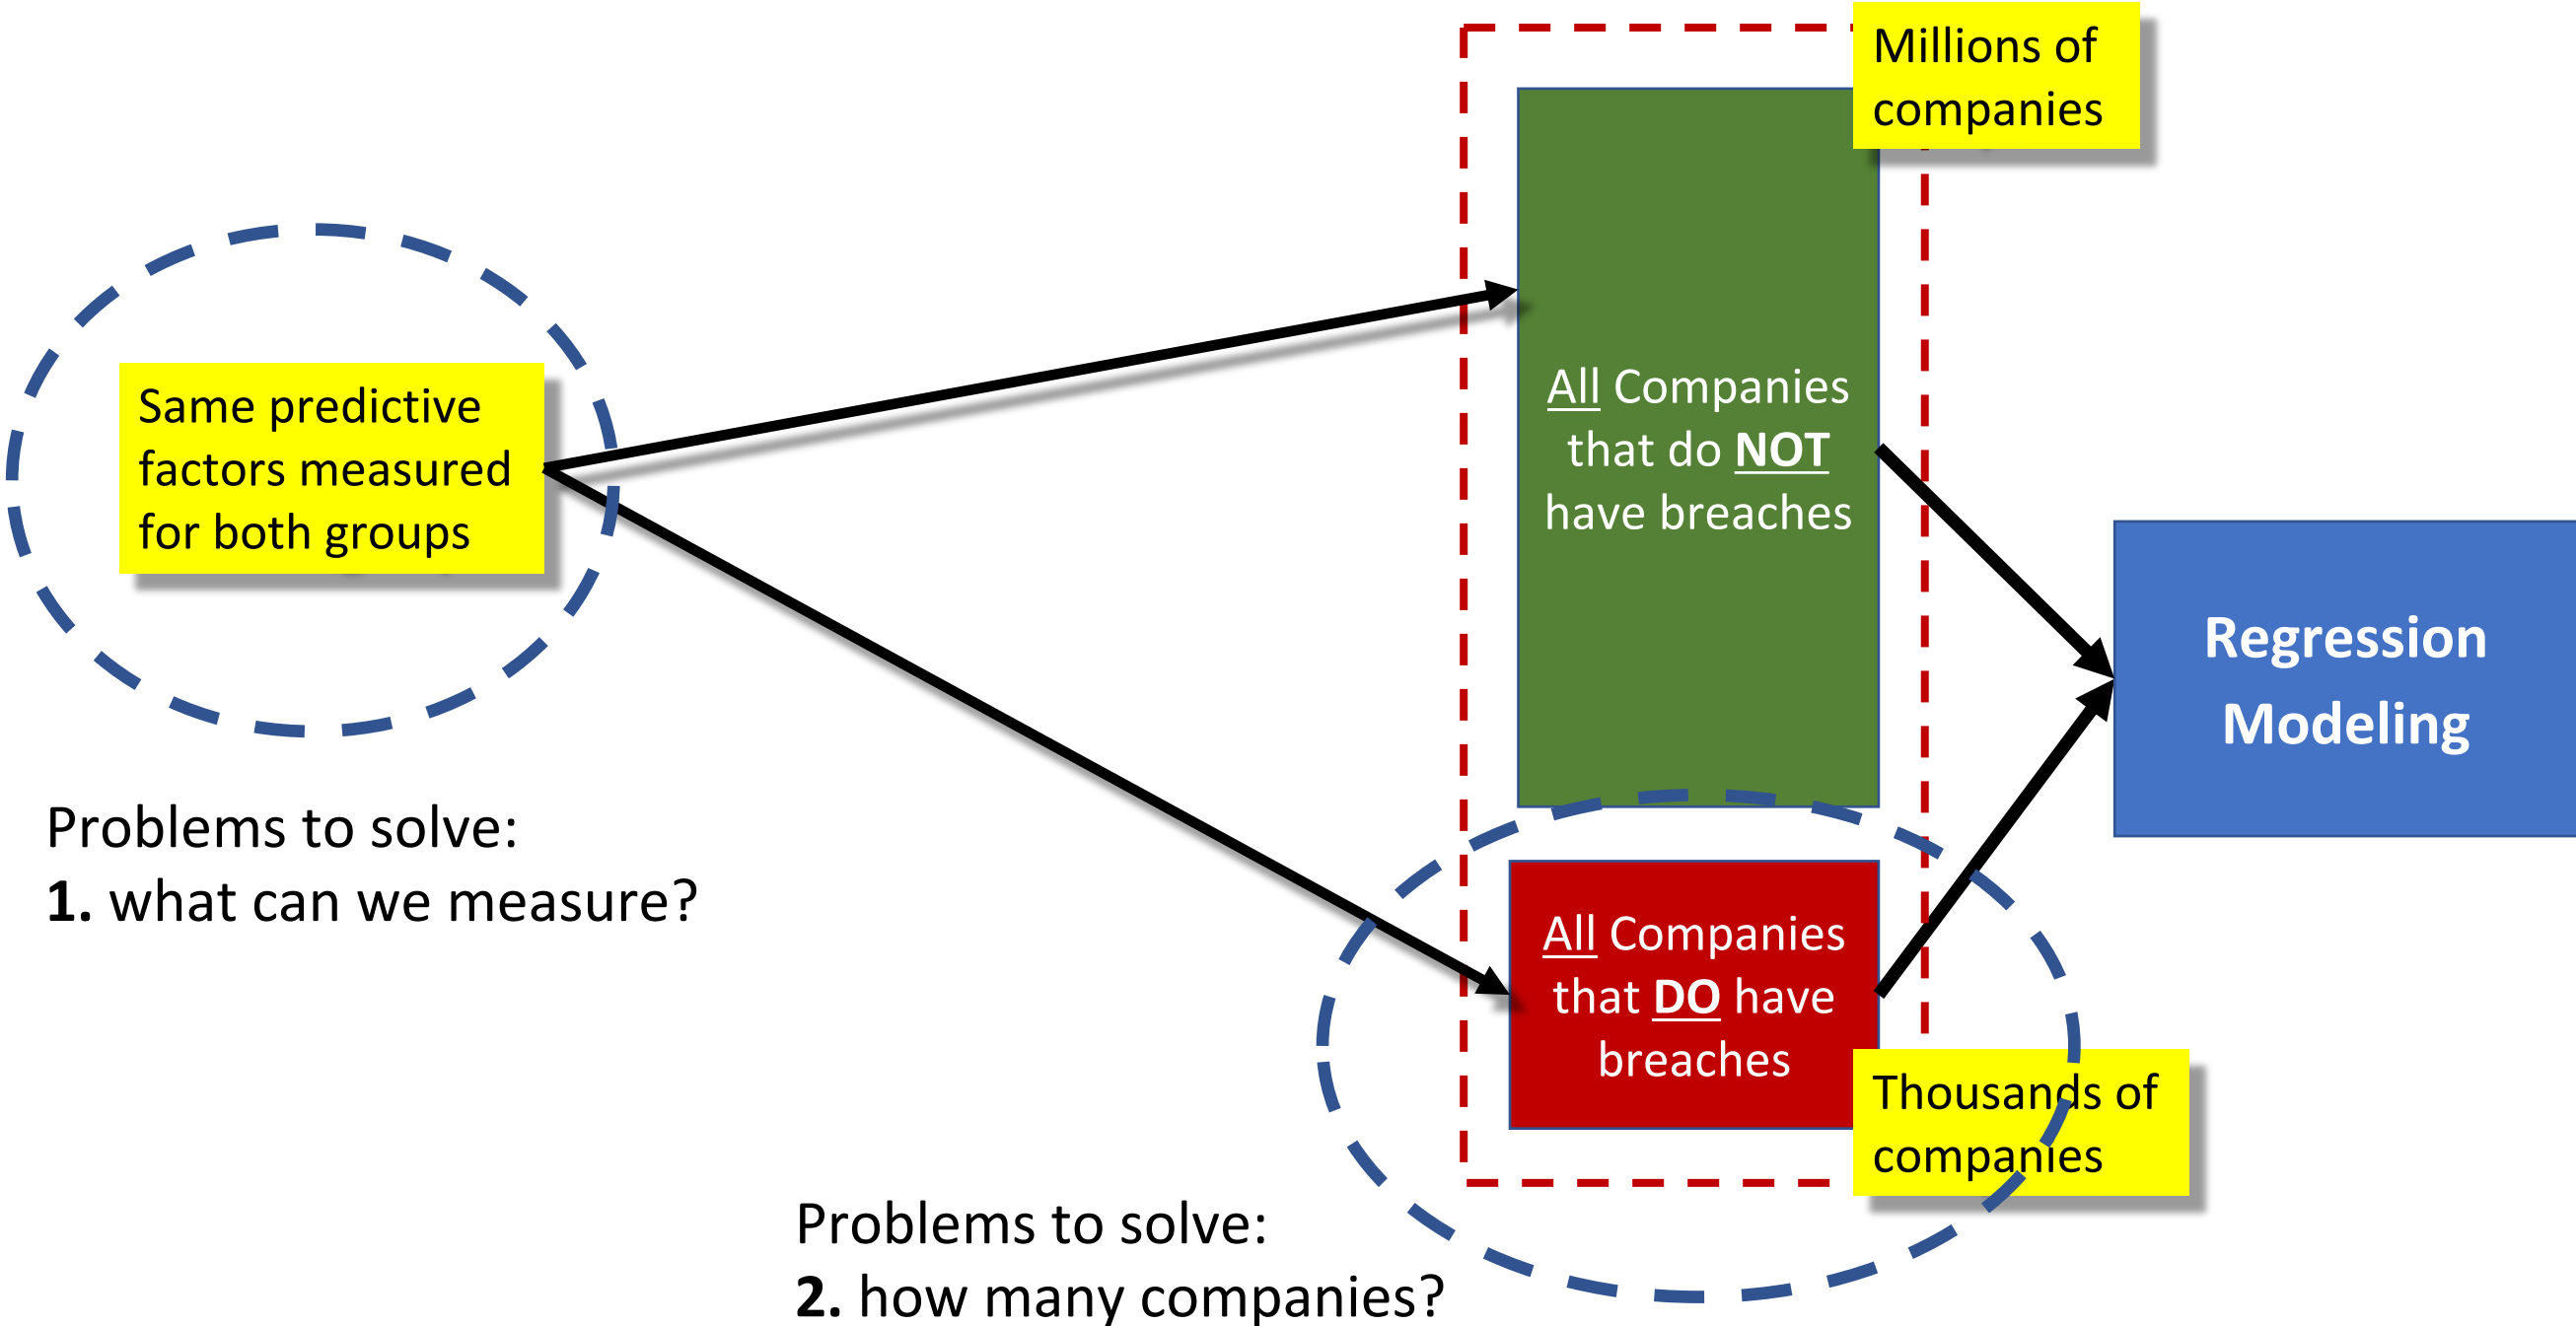 Millions of
companies
Same predictive
factors measured
for both groups
All Companies
that do NOT
have breaches
Regression
Modeling
Problems to solve:
1. what can we measure?
All Companies
that DO have
breaches
Thousands of
companies
Problems to solve:
2. how many companies?